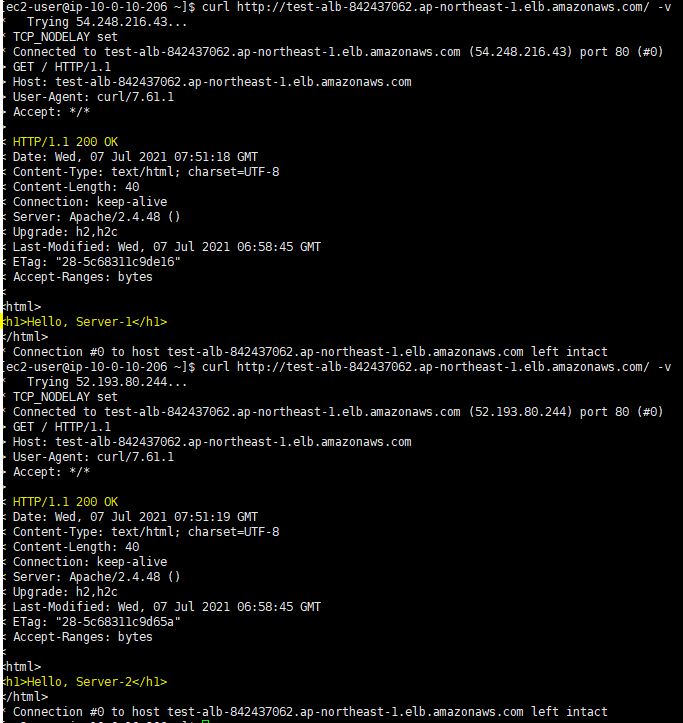 [ec2-user@ip-10-0-10-206 ~]$ curl http://test-alb-842437062.ap-northeast-1.elb.amazonaws.com/ -v
*   Trying 54.248.216.43...
* TCP_NODELAY set
* Connected to test-alb-842437062.ap-northeast-1.elb.amazonaws.com (54.248.216.43) port 80 (#0)
> GET / HTTP/1.1
> Host: test-alb-842437062.ap-northeast-1.elb.amazonaws.com
> User-Agent: curl/7.61.1
> Accept: */*
>
< HTTP/1.1 200 OK
< Date: Wed, 07 Jul 2021 07:51:18 GMT
< Content-Type: text/html; charset=UTF-8
< Content-Length: 40
< Connection: keep-alive
< Server: Apache/2.4.48 ()
< Upgrade: h2,h2c
< Last-Modified: Wed, 07 Jul 2021 06:58:45 GMT
< ETag: "28-5c68311c9de16"
< Accept-Ranges: bytes
<
<html>
<h1>Hello, Server-1</h1>
</html>
* Connection #0 to host test-alb-842437062.ap-northeast-1.elb.amazonaws.com left intact
[ec2-user@ip-10-0-10-206 ~]$ curl http://test-alb-842437062.ap-northeast-1.elb.amazonaws.com/ -v
*   Trying 52.193.80.244...
* TCP_NODELAY set
* Connected to test-alb-842437062.ap-northeast-1.elb.amazonaws.com (52.193.80.244) port 80 (#0)
> GET / HTTP/1.1
> Host: test-alb-842437062.ap-northeast-1.elb.amazonaws.com
> User-Agent: curl/7.61.1
> Accept: */*
>
< HTTP/1.1 200 OK
< Date: Wed, 07 Jul 2021 07:51:19 GMT
< Content-Type: text/html; charset=UTF-8
< Content-Length: 40
< Connection: keep-alive
< Server: Apache/2.4.48 ()
< Upgrade: h2,h2c
< Last-Modified: Wed, 07 Jul 2021 06:58:45 GMT
< ETag: "28-5c68311c9d65a"
< Accept-Ranges: bytes
<
<html>
<h1>Hello, Server-2</h1>
</html>
* Connection #0 to host test-alb-842437062.ap-northeast-1.elb.amazonaws.com left intact